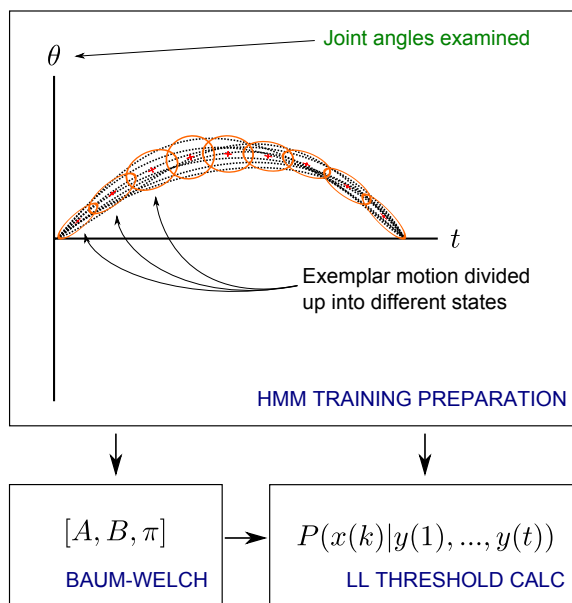 Joint angles examined
θ
t
Exemplar motion divided
up into different states
HMM TRAINING PREPARATION
[A, B, π]
BAUM-WELCH
P(x(k)|y(1), ..., y(t))
LL THRESHOLD CALC